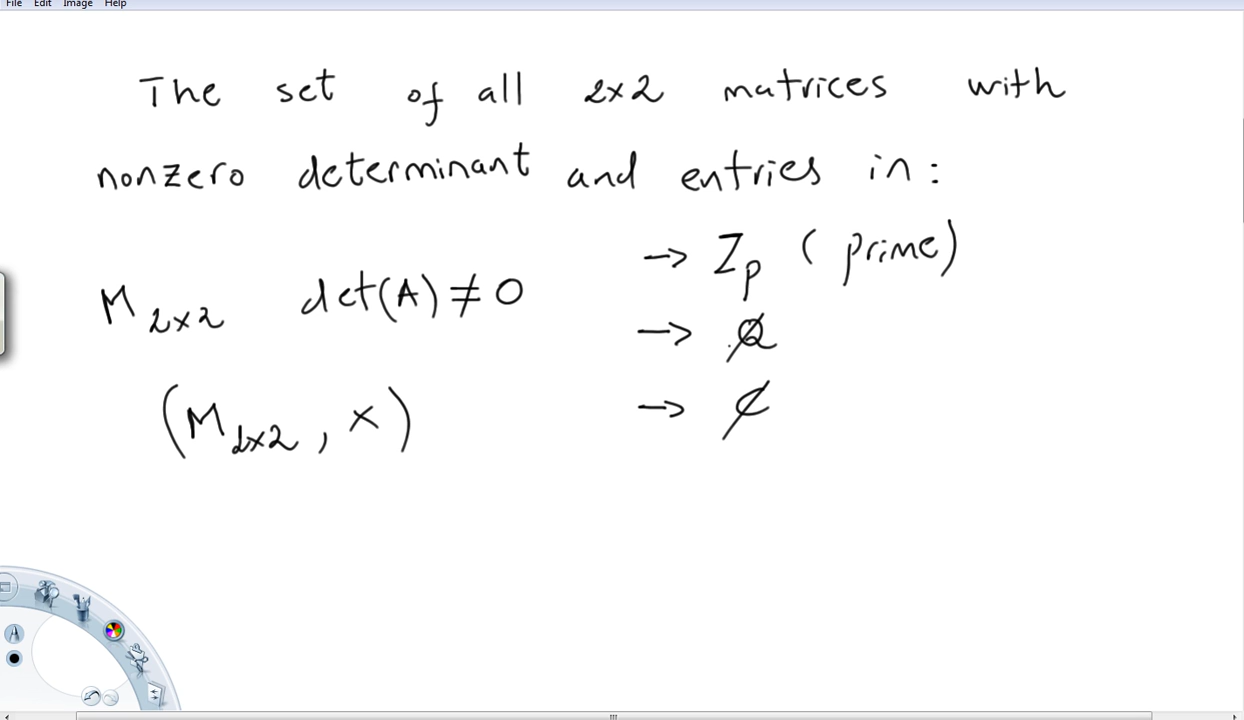 File Edit Image Help
The set of all 2x2 matrices with
nonzero determinant and entries in:
→ Zp (prime)
M2x2 det(A) ≠ 0
→ Q
(M2x2, x)
→ C
A